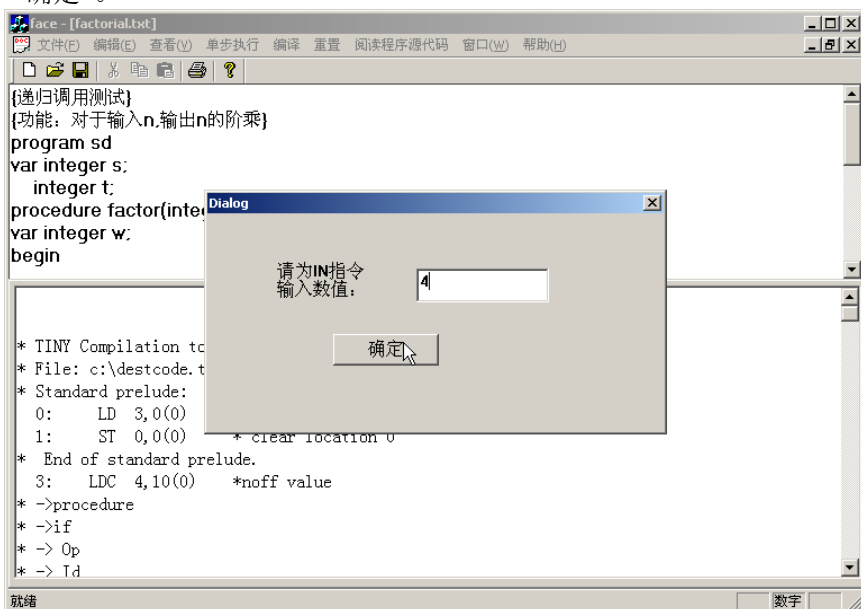 face - [factorial.txt]
文件(F) 编辑(E) 查看(V) 单步执行 编译 重置 阅读程序源代码 窗口(W) 帮助(H)
{递归调用测试}
{功能：对于输入n,输出n的阶乘}
program sd
var integer s;
integer t;
procedure factor(integ
var integer w;
begin
Dialog
请为IN指令
输入数值：
4
确定
* TINY Compilation to
* File: c:\destcode.t
* Standard prelude:
0: LD 3,0(0)
1: ST 0,0(0) * clear location 0
* End of standard prelude.
3: LDC 4,10(0) *noff value
* ->procedure
* ->if
* -> Op
* -> Id
就绪 数字